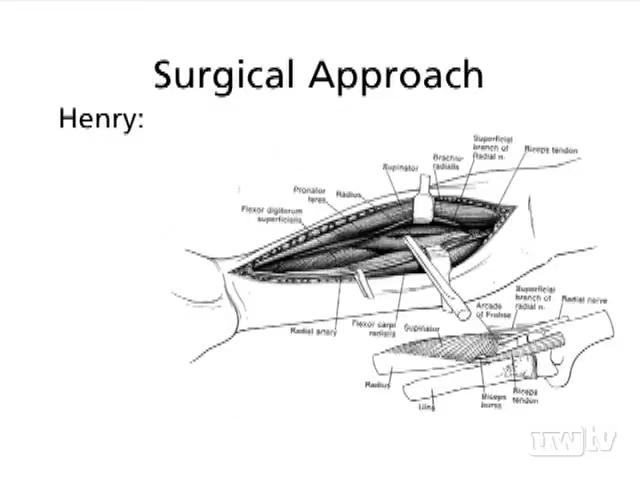 Surgical Approach
Henry:
Superficial
branch of
Radial n.
Biceps tendon
Brachio-
radialis
Supinator
Radius
Pronator
teres
Flexor digitorum
superficialis
Radial artery
Flexor carpi
radialis
Supinator
Arcade
of Frohse
Superficial
branch of
radial n.
Radial nerve
Radius
Ulna
Biceps
bursa
Biceps
tendon
uwtv